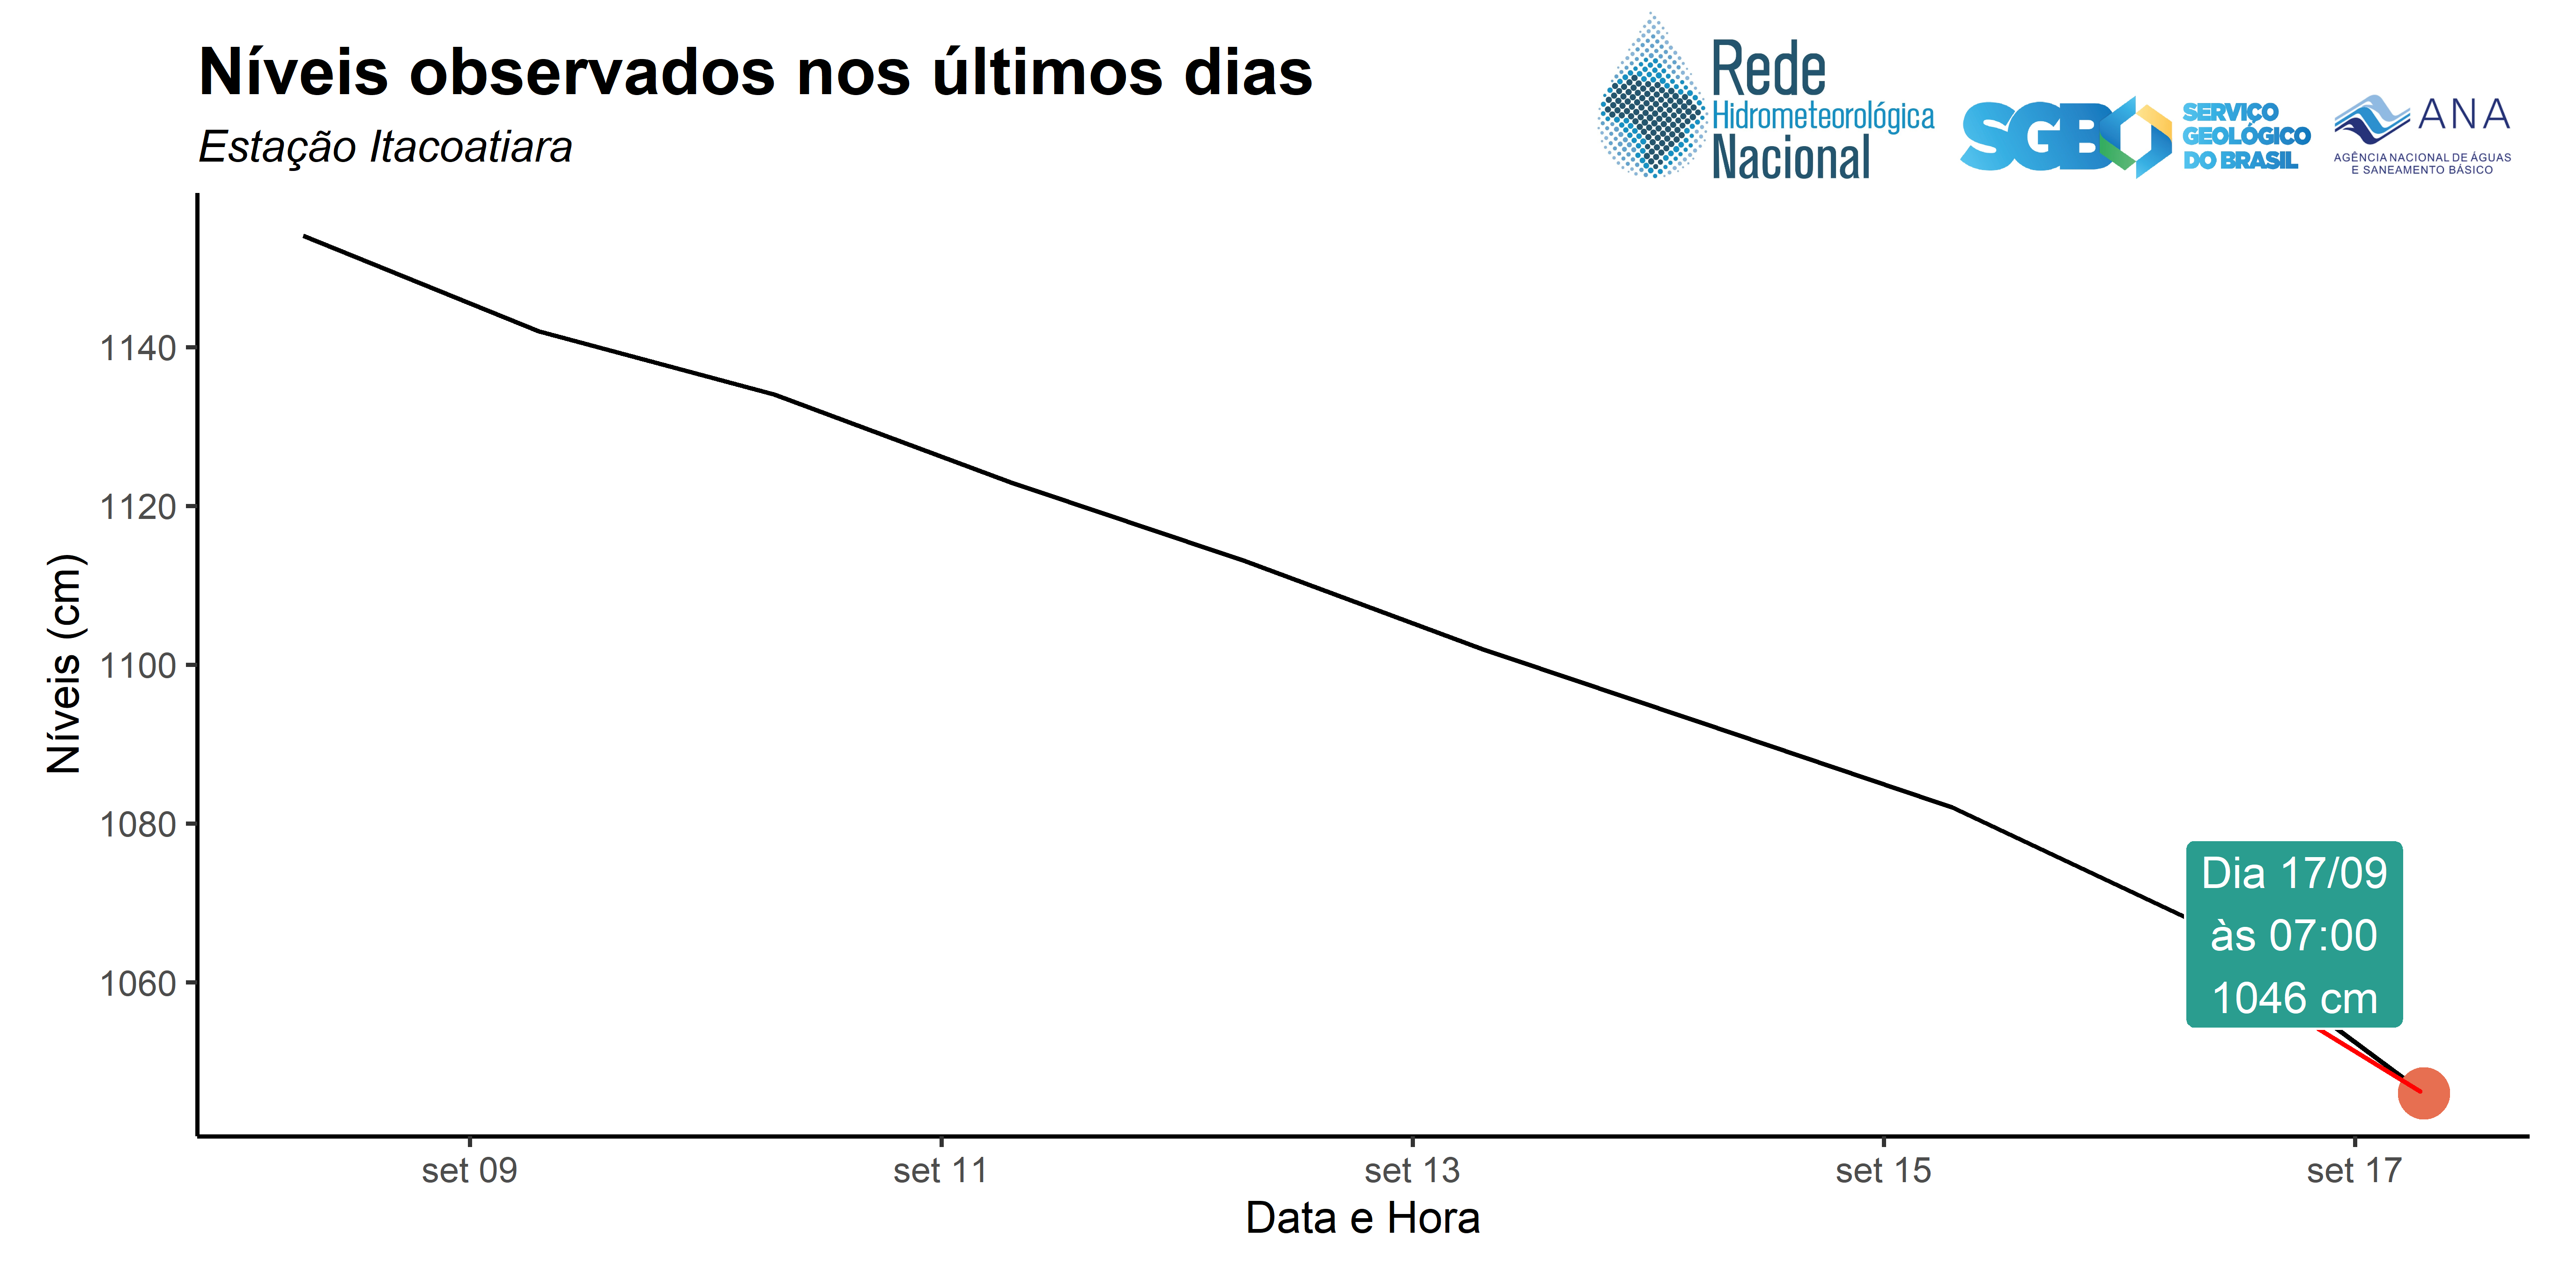 Níveis observados nos últimos dias
Estação Itacoatiara
Rede
Hidrometeorológica
Nacional
SGB
SERVIÇO
GEOLÓGICO
DO BRASIL
ANA
AGÊNCIA NACIONAL DE ÁGUAS
E SANEAMENTO BÁSICO
Níveis (cm)
1140
1120
1100
1080
1060
Dia 17/09
às 07:00
1046 cm
set 09
set 11
set 13
set 15
set 17
Data e Hora